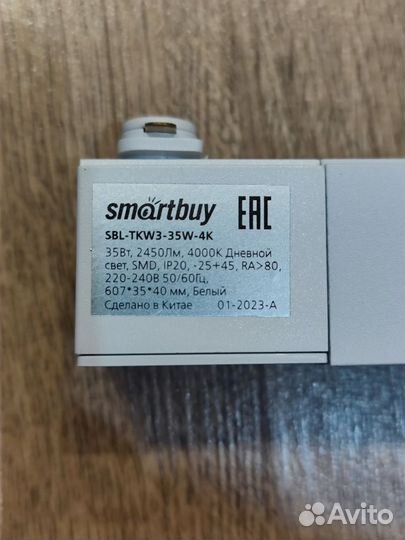 smartbuy EAC
SBL-TKW3-35W-4K
35Вт, 2450Лм, 4000К Дневной
свет, SMD, IP20, -25+45, RA>80,
220-240В 50/60Гц,
607*35*40 мм, Белый
Сделано в Китае 01-2023-A
Avito